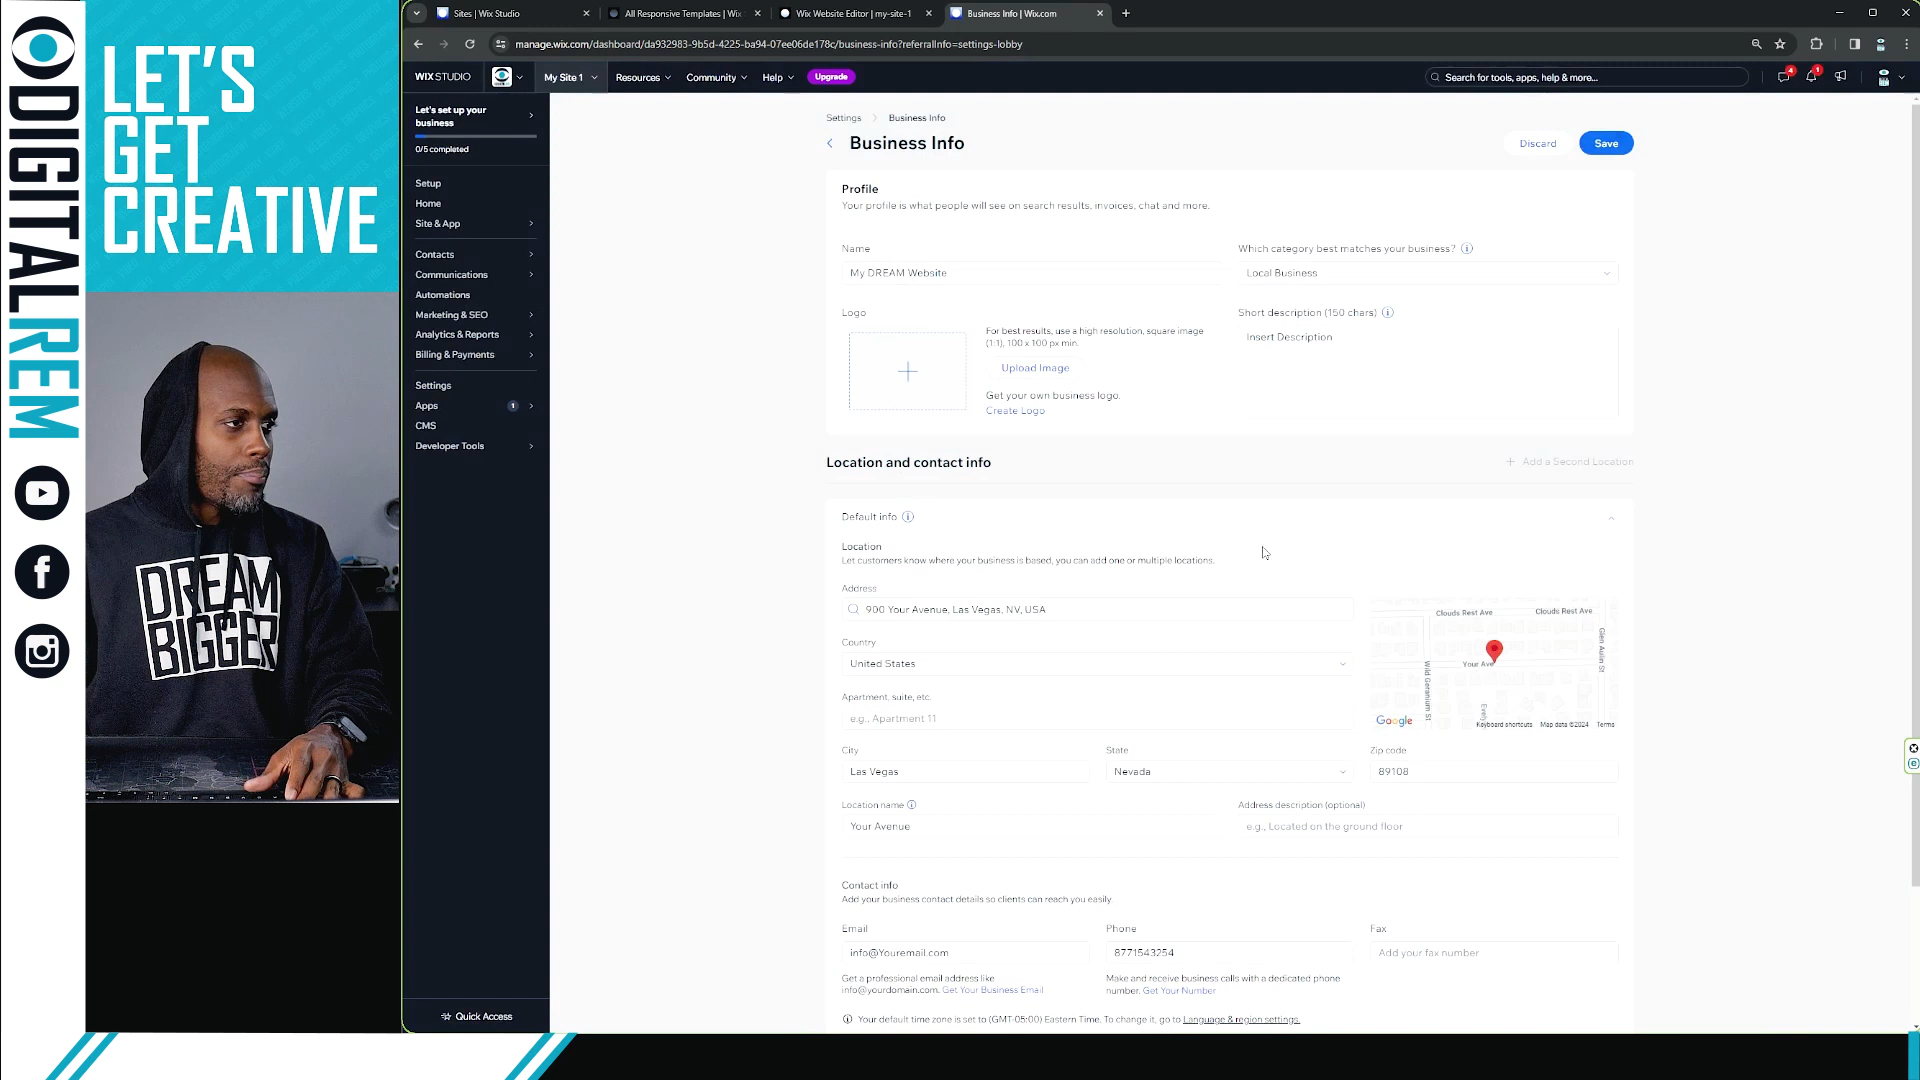 DIGITALREM
LET'S
GET
CREATIVE
DREAM
BIGGER
Sites | Wix Studio
All Responsive Templates | Wix
Wix Website Editor | my-site-1
Business Info | Wix.com
manage.wix.com/dashboard/da932983-9b5d-4225-ba94-07ee06de178c/business-info?referralInfo=settings-lobby
WIX STUDIO
My Site 1
Resources
Community
Help
Upgrade
Search for tools, apps, help & more...
4
1
Let's set up your
business
0/5 completed
Setup
Home
Site & App
Contacts
Communications
Automations
Marketing & SEO
Analytics & Reports
Billing & Payments
Settings
Apps 1
CMS
Developer Tools
Quick Access
Settings > Business Info
Business Info
Discard
Save
Profile
Your profile is what people will see on search results, invoices, chat and more.
Name
My DREAM Website
Which category best matches your business?
Local Business
Logo
For best results, use a high resolution, square image
(1:1), 100 x 100 px min.
Upload Image
Get your own business logo.
Create Logo
Short description (150 chars)
Insert Description
Location and contact info
+ Add a Second Location
Default info
Location
Let customers know where your business is based, you can add one or multiple locations.
Address
900 Your Avenue, Las Vegas, NV, USA
Country
United States
Apartment, suite, etc.
e.g., Apartment 11
Clouds Rest Ave
Clouds Rest Ave
Glen Aulin St
Your Ave
Wild Geranium St
Google
Keyboard shortcuts
Map data ©2024
Terms
City
Las Vegas
State
Nevada
Zip code
89108
Location name
Your Avenue
Address description (optional)
e.g., Located on the ground floor
Contact info
Add your business contact details so clients can reach you easily
Email
info@Youremail.com
Get a professional email address like
info@yourdomain.com. Get Your Business Email
Phone
8771543254
Make and receive business calls with a dedicated phone
number. Get Your Number
Fax
Add your fax number
Your default time zone is set to (GMT-05:00) Eastern Time. To change it, go to Language & region settings.